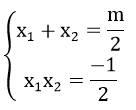 x₁ + x₂ = m/2
x₁x₂ = -1/2